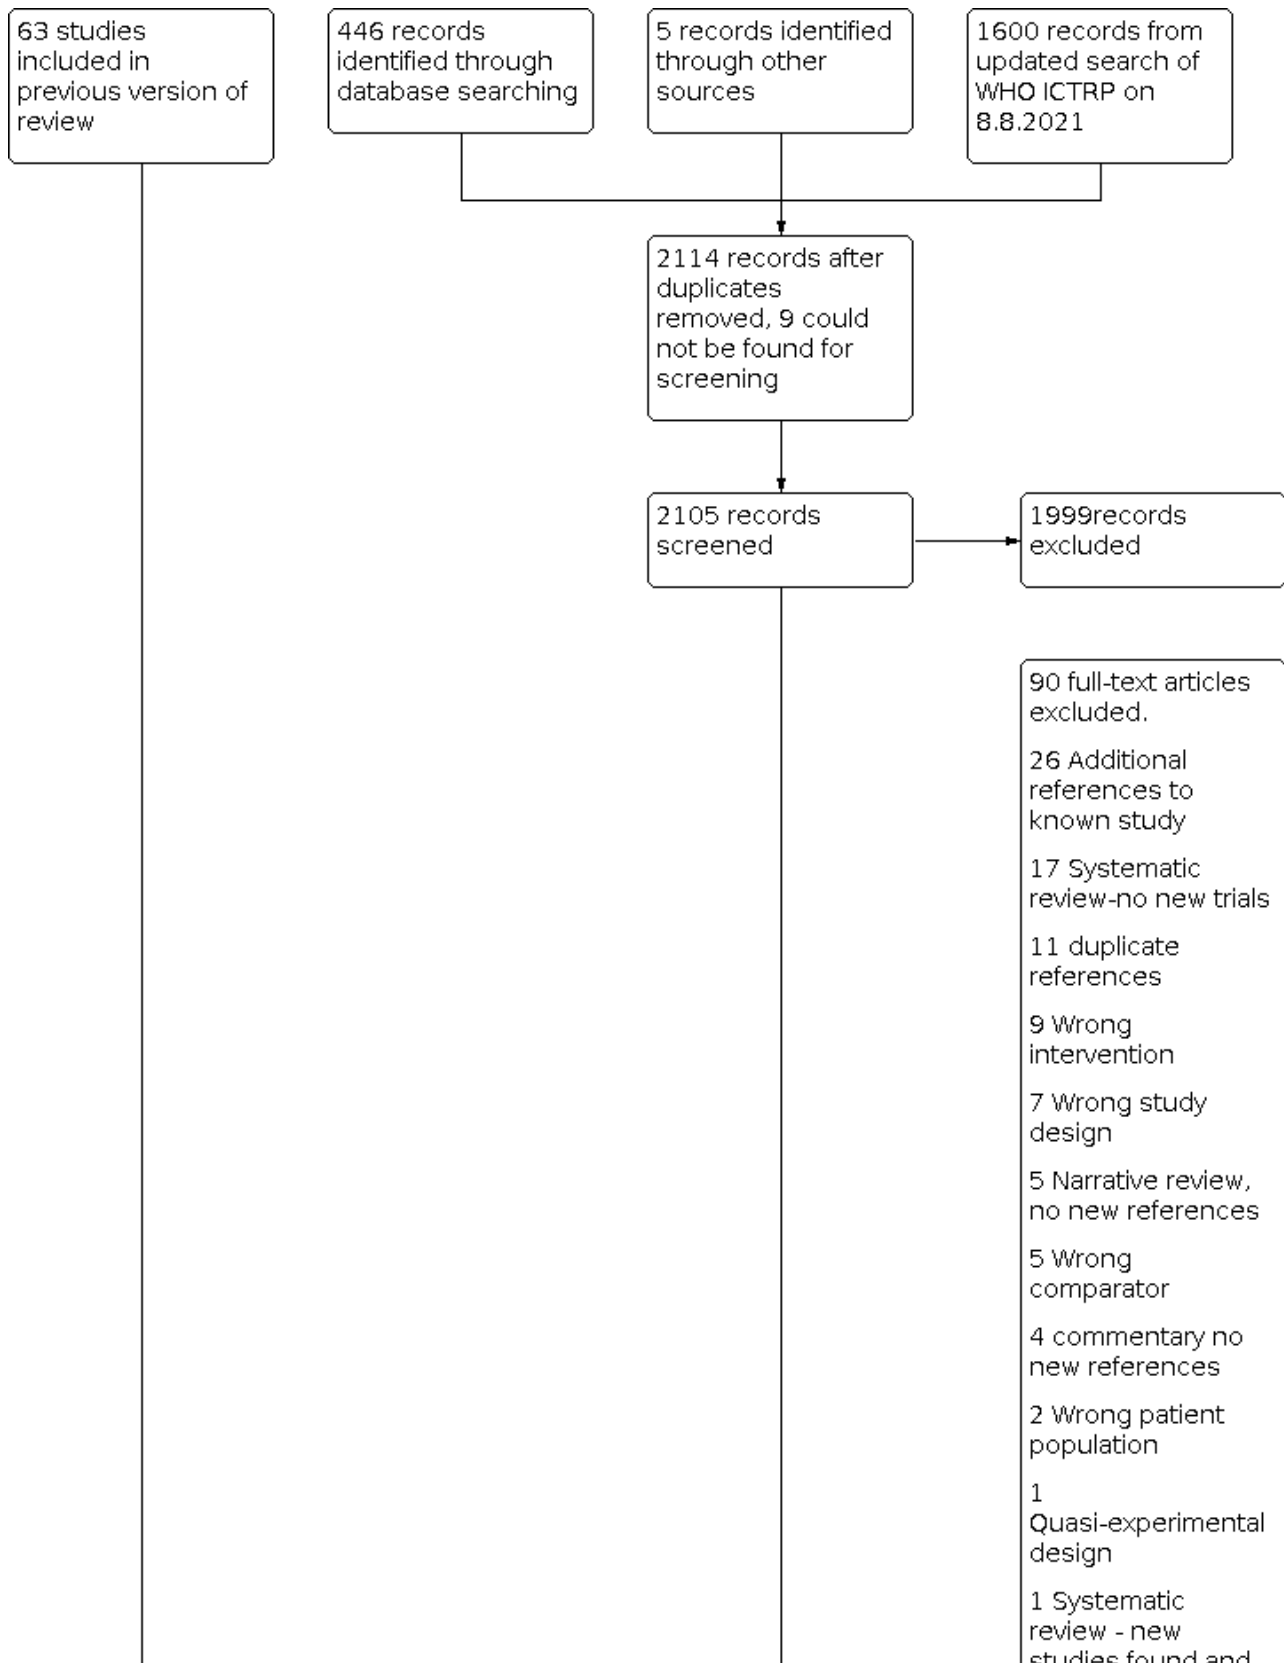 63 studies
included in
previous version of
review
446 records
identified through
database searching
5 records identified
through other
sources
1600 records from
updated search of
WHO ICTRP on
8.8.2021
2114 records after
duplicates
removed, 9 could
not be found for
screening
2105 records
screened
1999records
excluded
90 full-text articles
excluded.
26 Additional
references to
known study
17 Systematic
review-no new trials
11 duplicate
references
9 Wrong
intervention
7 Wrong study
design
5 Narrative review,
no new references
5 Wrong
comparator
4 commentary no
new references
2 Wrong patient
population
1
Quasi-experimental
design
1 Systematic
review - new
studies found and